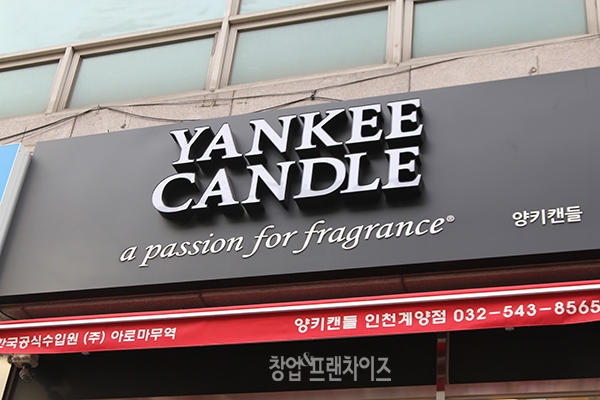 YANKEE
CANDLE
a passion for fragrance®
양키캔들
한국공식수입원 (주) 아로마무역
양키캔들 인천계양점 032-543-8565
창업&프랜차이즈